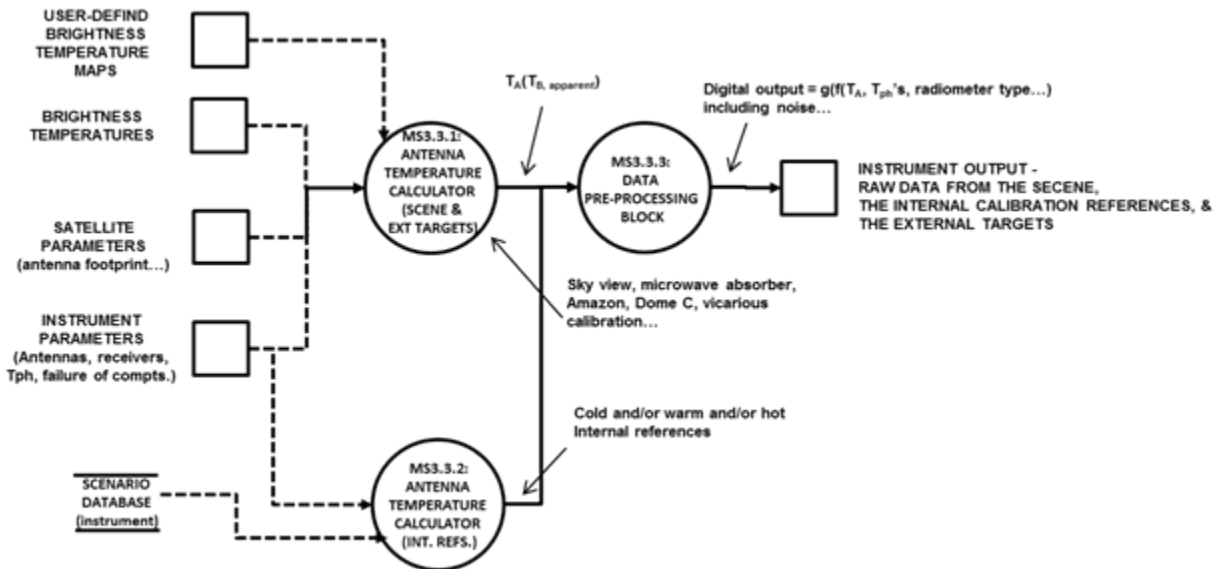 USER-DEFIND
BRIGHTNESS
TEMPERATURE
MAPS
BRIGHTNESS
TEMPERATURES
SATELLITE
PARAMETERS
(antenna footprint...)
INSTRUMENT
PARAMETERS
(Antennas, receivers,
Tph, failure of compts.)
SCENARIO
DATABASE
(instrument)
MS3.3.1:
ANTENNA
TEMPERATURE
CALCULATOR
(SCENE &
EXT TARGETS)
TA(TB, apparent)
MS3.3.3:
DATA
PRE-PROCESSING
BLOCK
Digital output = g(f(TA, Tph's, radiometer type...)
including noise...
INSTRUMENT OUTPUT -
RAW DATA FROM THE SECENE,
THE INTERNAL CALIBRATION REFERENCES, &
THE EXTERNAL TARGETS
Sky view, microwave absorber,
Amazon, Dome C, vicarious
calibration...
Cold and/or warm and/or hot
Internal references
MS3.3.2:
ANTENNA
TEMPERATURE
CALCULATOR
(INT. REFS.)